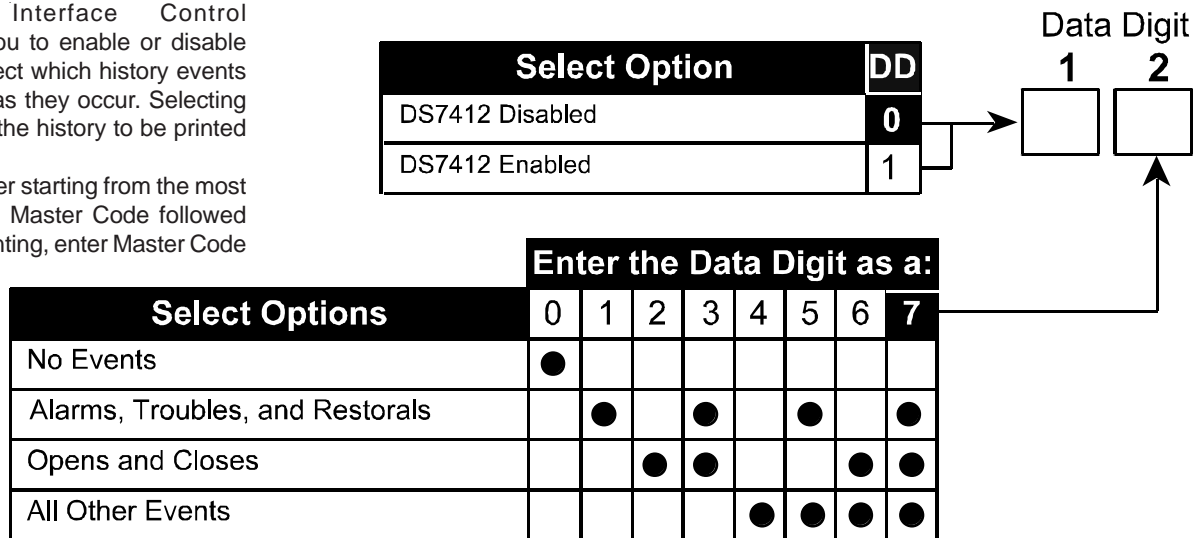 Interface Control
ou to enable or disable
ect which history events
as they occur. Selecting
the history to be printed
er starting from the most
Master Code followed
nting, enter Master Code
Data Digit
1 2
Select Option DD
DS7412 Disabled 0
DS7412 Enabled 1
Enter the Data Digit as a:
Select Options 0 1 2 3 4 5 6 7
No Events ●
Alarms, Troubles, and Restorals ● ● ● ●
Opens and Closes ● ● ● ●
All Other Events ● ● ● ●